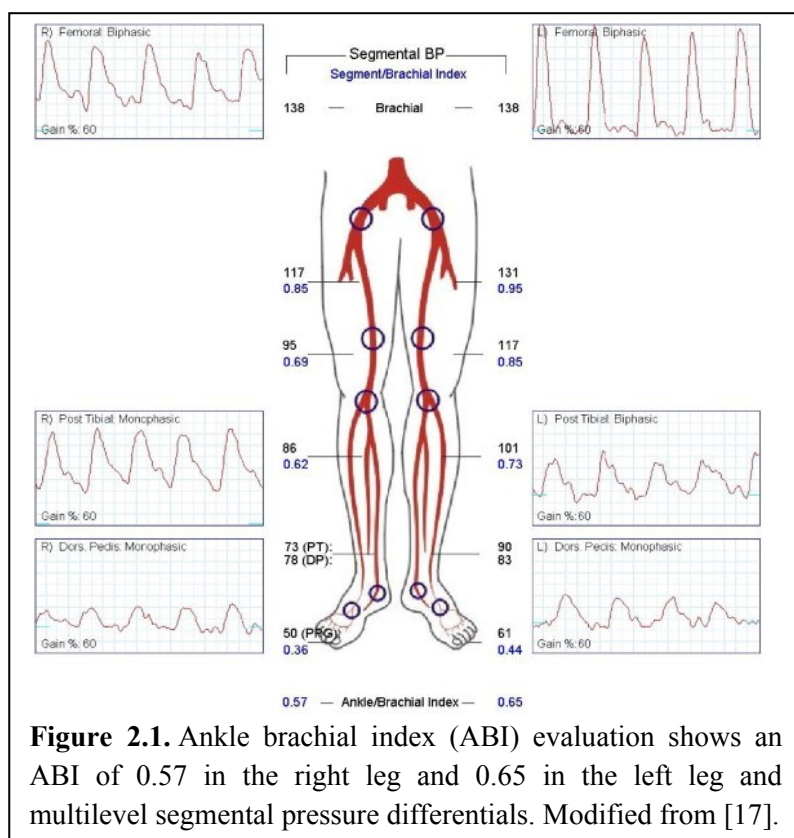 R) Femoral: Biphasic
Gain %: 60
Segmental BP
Segment/Brachial Index
138 — Brachial — 138
L) Femoral: Biphasic
Gain %: 60
117
0.85
131
0.95
95
0.69
117
0.85
R) Post Tibial: Monophasic
Gain %: 60
86
0.62
101
0.73
L) Post Tibial: Biphasic
Gain %: 60
73 (PT):
78 (DP):
90
83
R) Dors. Pedis: Monophasic
Gain %: 60
50 (PPG):
0.36
61
0.44
L) Dors. Pedis: Monophasic
Gain %: 60
0.57 — Ankle/Brachial Index — 0.65
Figure 2.1. Ankle brachial index (ABI) evaluation shows an
ABI of 0.57 in the right leg and 0.65 in the left leg and
multilevel segmental pressure differentials. Modified from [17].